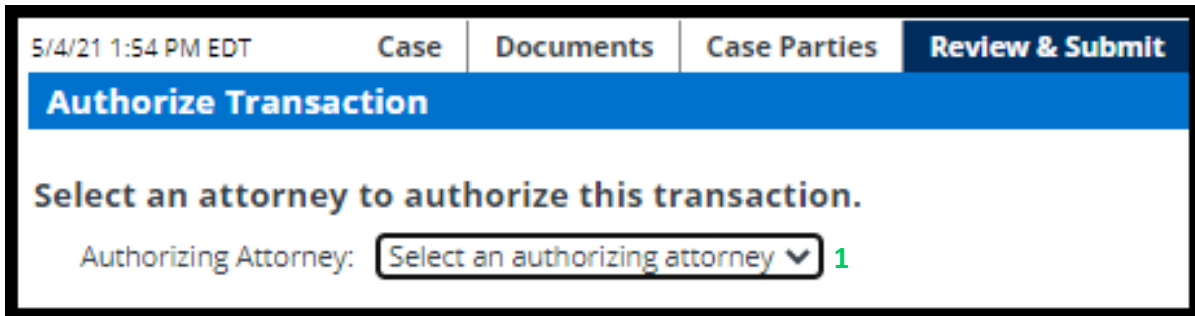 5/4/21 1:54 PM EDT Case Documents Case Parties Review & Submit
Authorize Transaction
Select an attorney to authorize this transaction.
Authorizing Attorney: Select an authorizing attorney 1